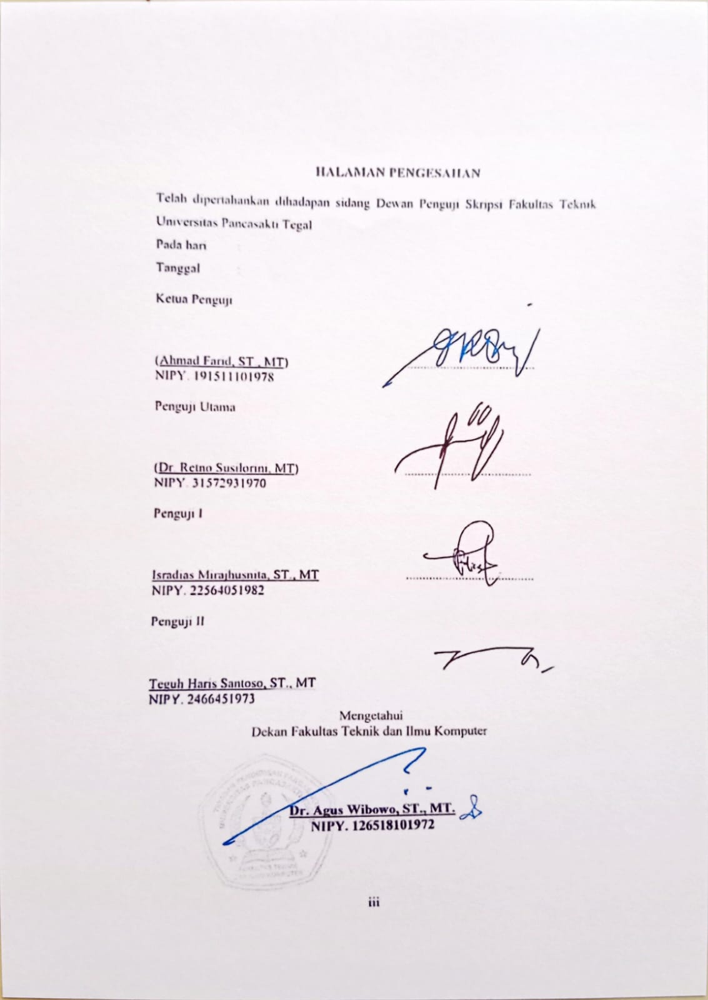 HALAMAN PENGESAHAN
Telah dipertahankan dihadapan sidang Dewan Penguji Skripsi Fakultas Teknik
Universitas Pancasakti Tegal
Pada hari :
Tanggal :
Ketua Penguji
(Ahmad Farid, ST., MT)
NIPY. 191511101978
Penguji Utama
(Dr. Retno Susilorini, MT)
NIPY. 31572931970
Penguji I
Isradias Mirajhusnita, ST., MT
NIPY. 22564051982
Penguji II
Teguh Haris Santoso, ST., MT
NIPY. 2466451973
Mengetahui
Dekan Fakultas Teknik dan Ilmu Komputer
Dr. Agus Wibowo, ST., MT.
NIPY. 126518101972
iii